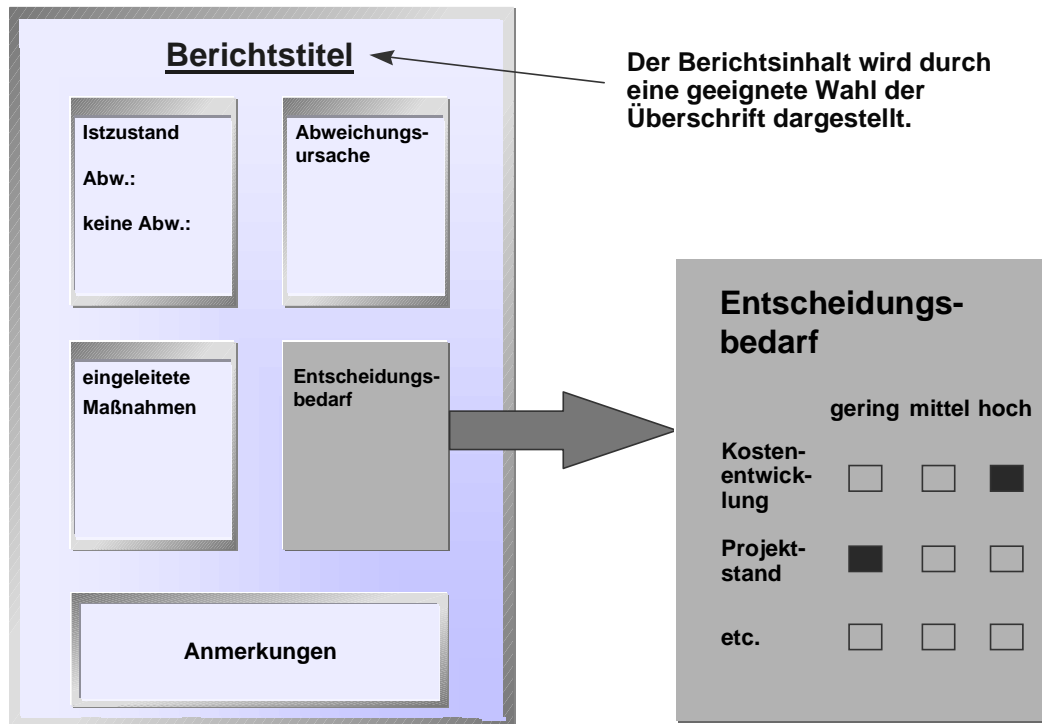 Berichtstitel
Der Berichtsinhalt wird durch
eine geeignete Wahl der
Überschrift dargestellt.
Istzustand
Abw.:
keine Abw.:
Abweichungs-
ursache
eingeleitete
Maßnahmen
Entscheidungs-
bedarf
Anmerkungen
Entscheidungs-
bedarf
gering mittel hoch
Kosten-
entwick-
lung
Projekt-
stand
etc.